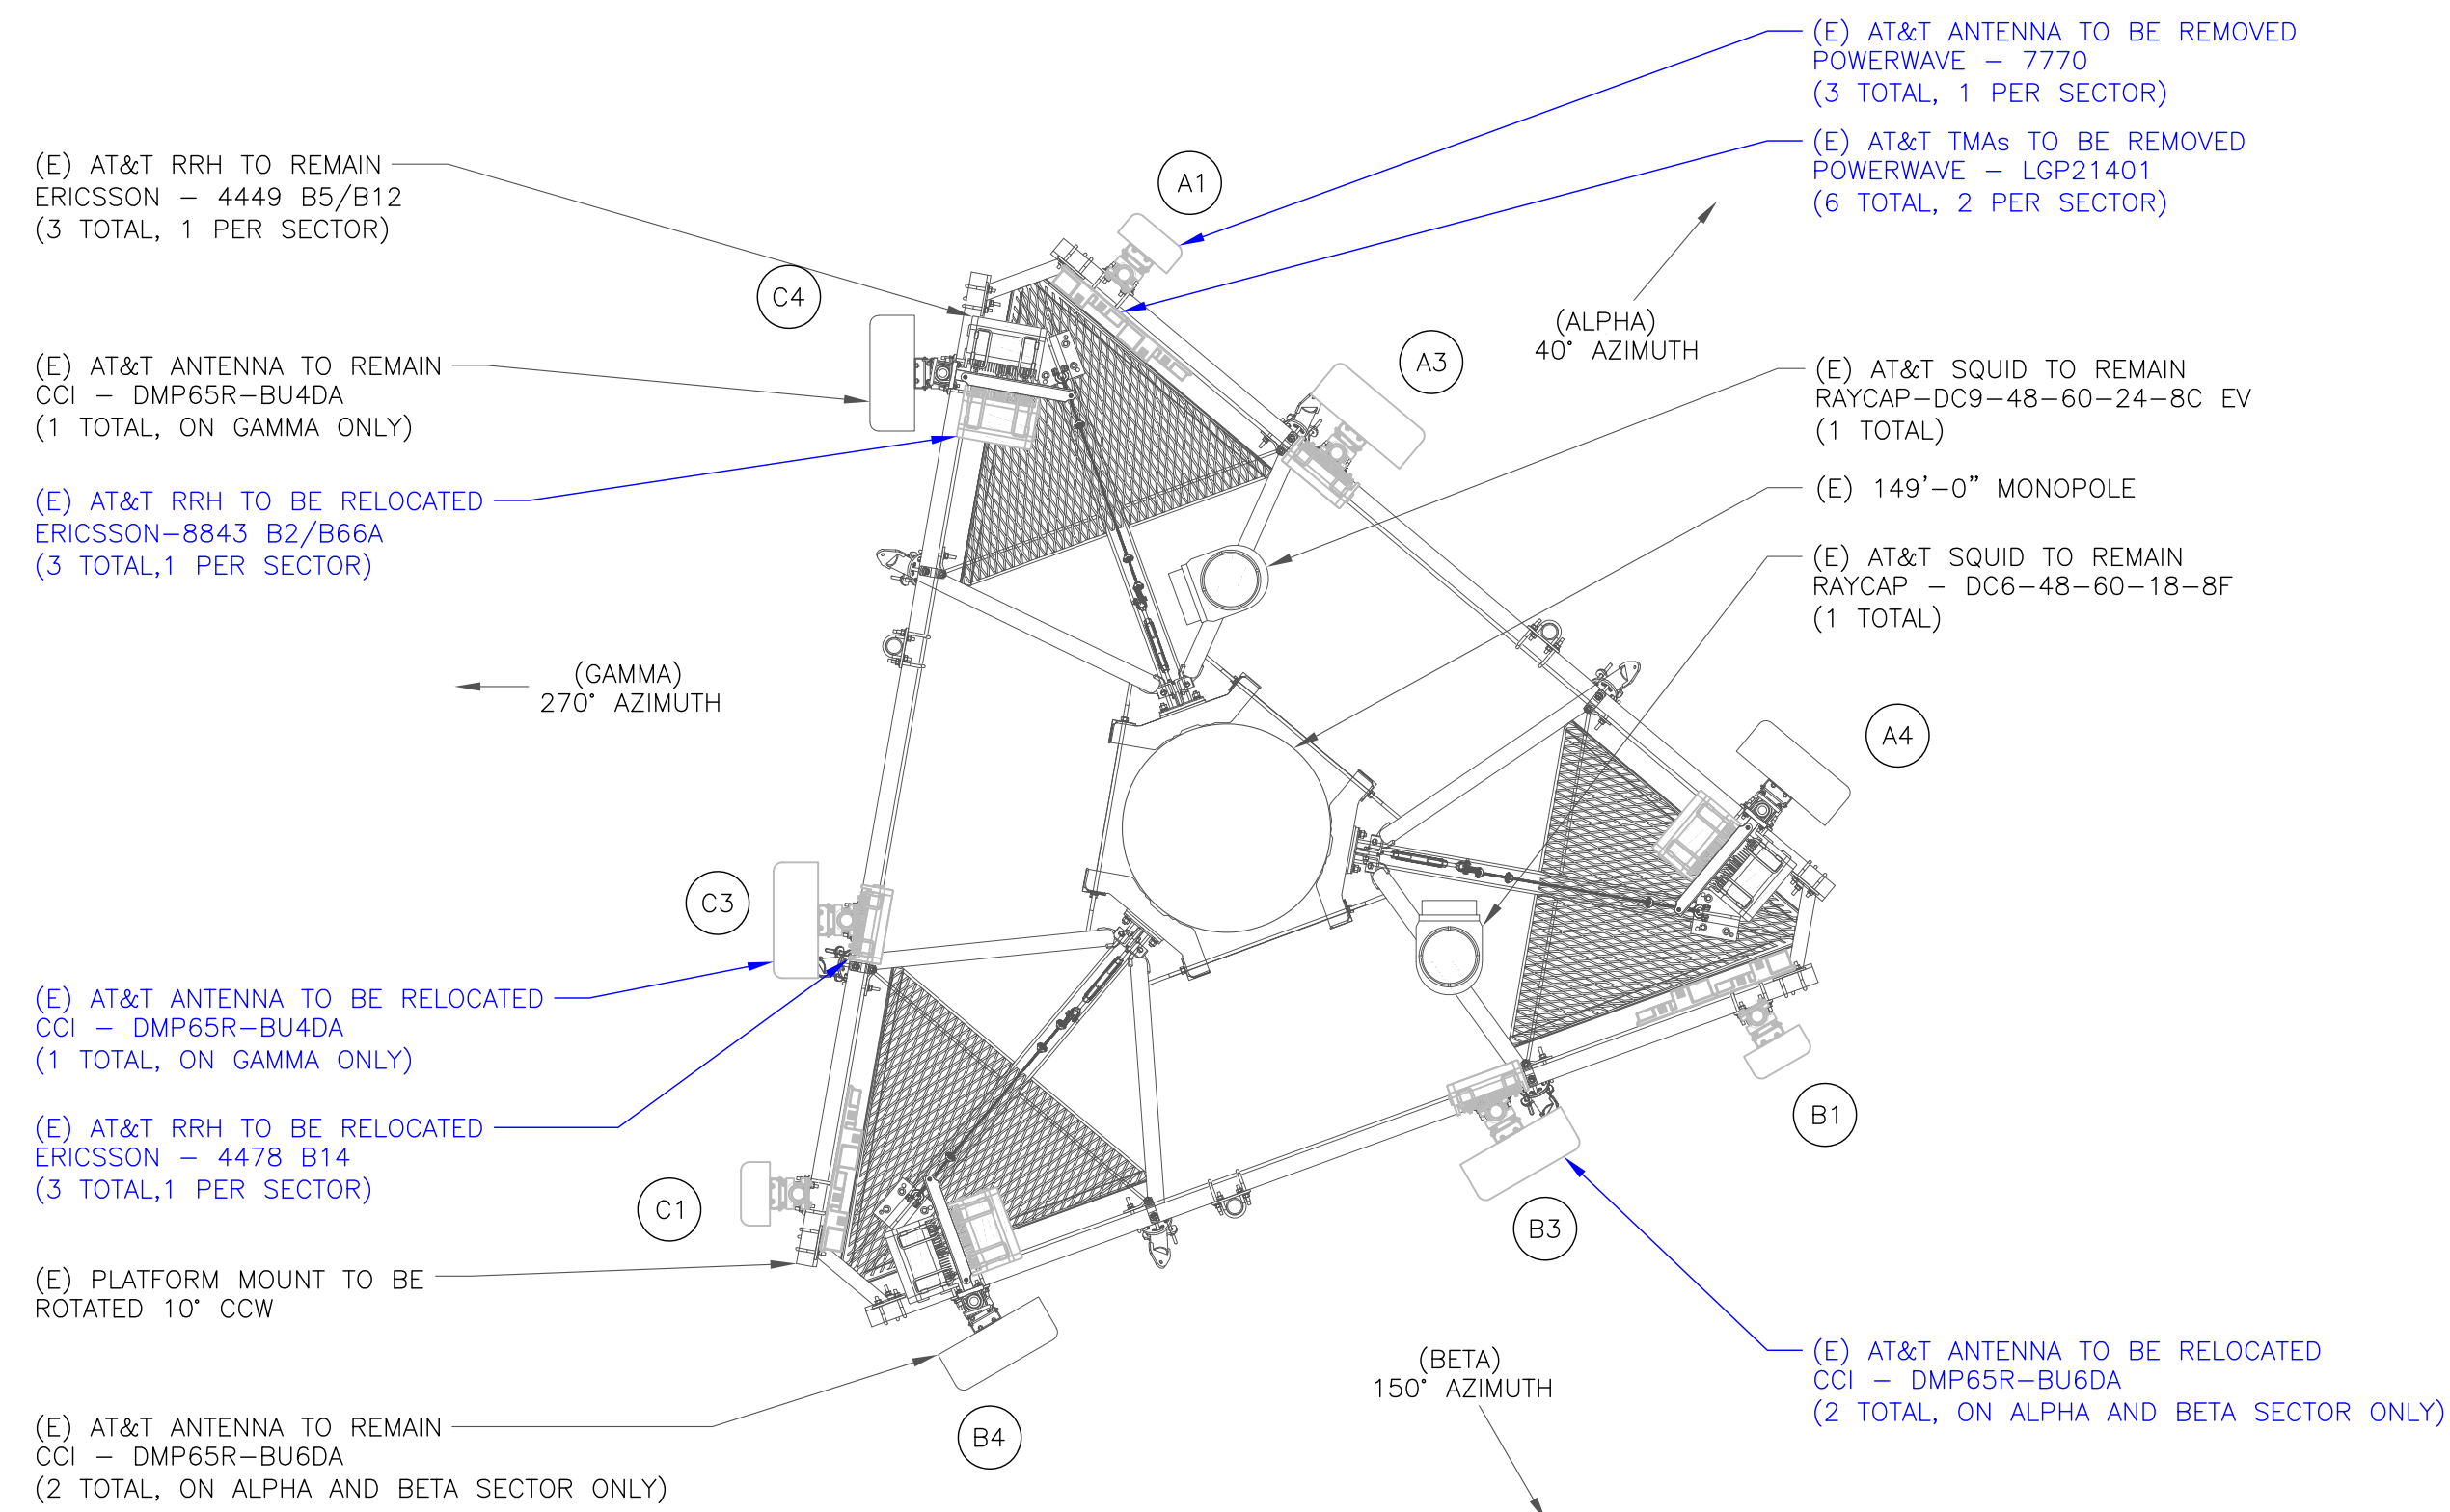 (E) AT&T ANTENNA TO BE REMOVED
POWERWAVE - 7770
(3 TOTAL, 1 PER SECTOR)
(E) AT&T TMAs TO BE REMOVED
POWERWAVE - LGP21401
(6 TOTAL, 2 PER SECTOR)
(E) AT&T RRH TO REMAIN
ERICSSON - 4449 B5/B12
(3 TOTAL, 1 PER SECTOR)
A1
C4
A3
(ALPHA)
40° AZIMUTH
(E) AT&T ANTENNA TO REMAIN
CCI - DMP65R-BU4DA
(1 TOTAL, ON GAMMA ONLY)
(E) AT&T SQUID TO REMAIN
RAYCAP-DC9-48-60-24-8C EV
(1 TOTAL)
(E) 149'-0" MONOPOLE
(E) AT&T RRH TO BE RELOCATED
ERICSSON-8843 B2/B66A
(3 TOTAL,1 PER SECTOR)
(E) AT&T SQUID TO REMAIN
RAYCAP - DC6-48-60-18-8F
(1 TOTAL)
(GAMMA)
270° AZIMUTH
A4
C3
(E) AT&T ANTENNA TO BE RELOCATED
CCI - DMP65R-BU4DA
(1 TOTAL, ON GAMMA ONLY)
B1
(E) AT&T RRH TO BE RELOCATED
ERICSSON - 4478 B14
(3 TOTAL,1 PER SECTOR)
C1
B3
(E) PLATFORM MOUNT TO BE
ROTATED 10° CCW
(BETA)
150° AZIMUTH
(E) AT&T ANTENNA TO BE RELOCATED
CCI - DMP65R-BU6DA
(2 TOTAL, ON ALPHA AND BETA SECTOR ONLY)
B4
(E) AT&T ANTENNA TO REMAIN
CCI - DMP65R-BU6DA
(2 TOTAL, ON ALPHA AND BETA SECTOR ONLY)